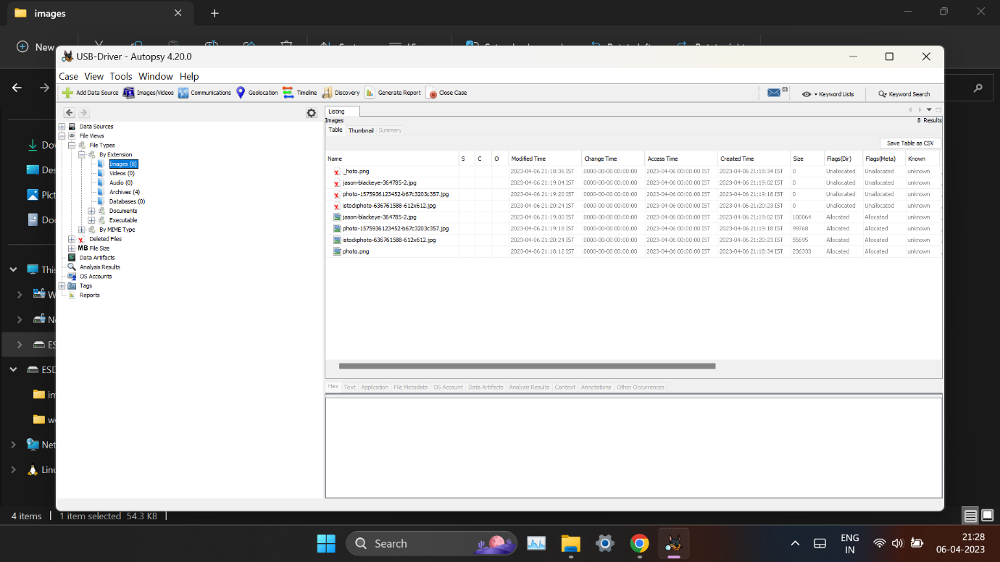 images
New
USB-Driver - Autopsy 4.20.0
Case View Tools Window Help
Add Data Source Images/Videos Communications Geolocation Timeline Discovery Generate Report Close Case 4 Keyword Lists Keyword Search
Data Sources
File Views
File Types
By Extension
Images (8)
Videos (0)
Audio (0)
Archives (4)
Databases (0)
Documents
Executable
By MIME Type
Deleted Files
MB File Size
Data Artifacts
Analysis Results
OS Accounts
Tags
Reports
Listing
Images 8 Results
Table Thumbnail Summary
Save Table as CSV
Name S C O Modified Time Change Time Access Time Created Time Size Flags(Dir) Flags(Meta) Known
_hoto.png 2023-04-06 21:18:36 IST 0000-00-00 00:00:00 2023-04-06 00:00:00 IST 2023-04-06 21:18:34 IST 0 Unallocated Unallocated unknown
jason-blackeye-364785-2.jpg 2023-04-06 21:19:04 IST 0000-00-00 00:00:00 2023-04-06 00:00:00 IST 2023-04-06 21:19:02 IST 0 Unallocated Unallocated unknown
photo-1575936123452-b67c3203c357.jpg 2023-04-06 21:19:20 IST 0000-00-00 00:00:00 2023-04-06 00:00:00 IST 2023-04-06 21:19:18 IST 0 Unallocated Unallocated unknown
istockphoto-636761588-612x612.jpg 2023-04-06 21:20:24 IST 0000-00-00 00:00:00 2023-04-06 00:00:00 IST 2023-04-06 21:20:23 IST 0 Unallocated Unallocated unknown
jason-blackeye-364785-2.jpg 2023-04-06 21:19:00 IST 0000-00-00 00:00:00 2023-04-06 00:00:00 IST 2023-04-06 21:19:02 IST 100064 Allocated Allocated unknown
photo-1575936123452-b67c3203c357.jpg 2023-04-06 21:19:18 IST 0000-00-00 00:00:00 2023-04-06 00:00:00 IST 2023-04-06 21:19:18 IST 99768 Allocated Allocated unknown
istockphoto-636761588-612x612.jpg 2023-04-06 21:20:24 IST 0000-00-00 00:00:00 2023-04-06 00:00:00 IST 2023-04-06 21:20:23 IST 55695 Allocated Allocated unknown
photo.png 2023-04-06 21:18:12 IST 0000-00-00 00:00:00 2023-04-06 00:00:00 IST 2023-04-06 21:18:34 IST 236333 Allocated Allocated unknown
Hex Text Application File Metadata OS Account Data Artifacts Analysis Results Context Annotations Other Occurrences
4 items 1 item selected 54.3 KB
Search
ENG
IN
21:28
06-04-2023